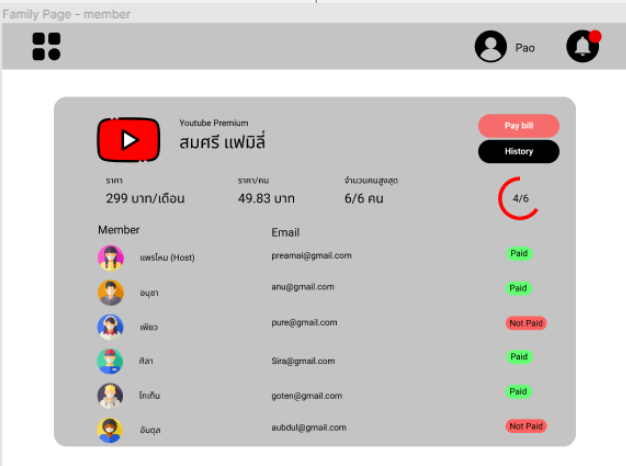 Family Page - member
Pao
Youtube Premium
สมศรี แฟมิลี่
Pay bill
History
ราคา
ราคา/คน
จำนวนคนสูงสุด
299 บาท/เดือน
49.83 บาท
6/6 คน
4/6
Member
Email
แพรไหม (Host)
preamai@gmail.com
Paid
อนุชา
anu@gmail.com
Paid
เพียว
pure@gmail.com
Not Paid
ศิลา
Sira@gmail.com
Paid
โกเท็น
goten@gmail.com
Paid
อับดุล
aubdul@gmail.com
Not Paid